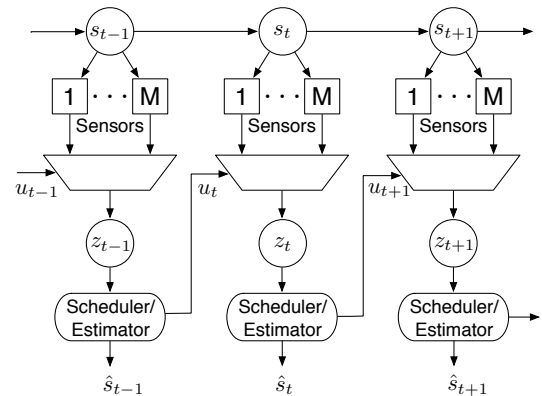 s_{t−1} s_t s_{t+1}
1 ··· M 1 ··· M 1 ··· M
Sensors Sensors Sensors
u_{t−1} u_t u_{t+1}
z_{t−1} z_t z_{t+1}
Scheduler/ Scheduler/ Scheduler/
Estimator Estimator Estimator
ŝ_{t−1} ŝ_t ŝ_{t+1}